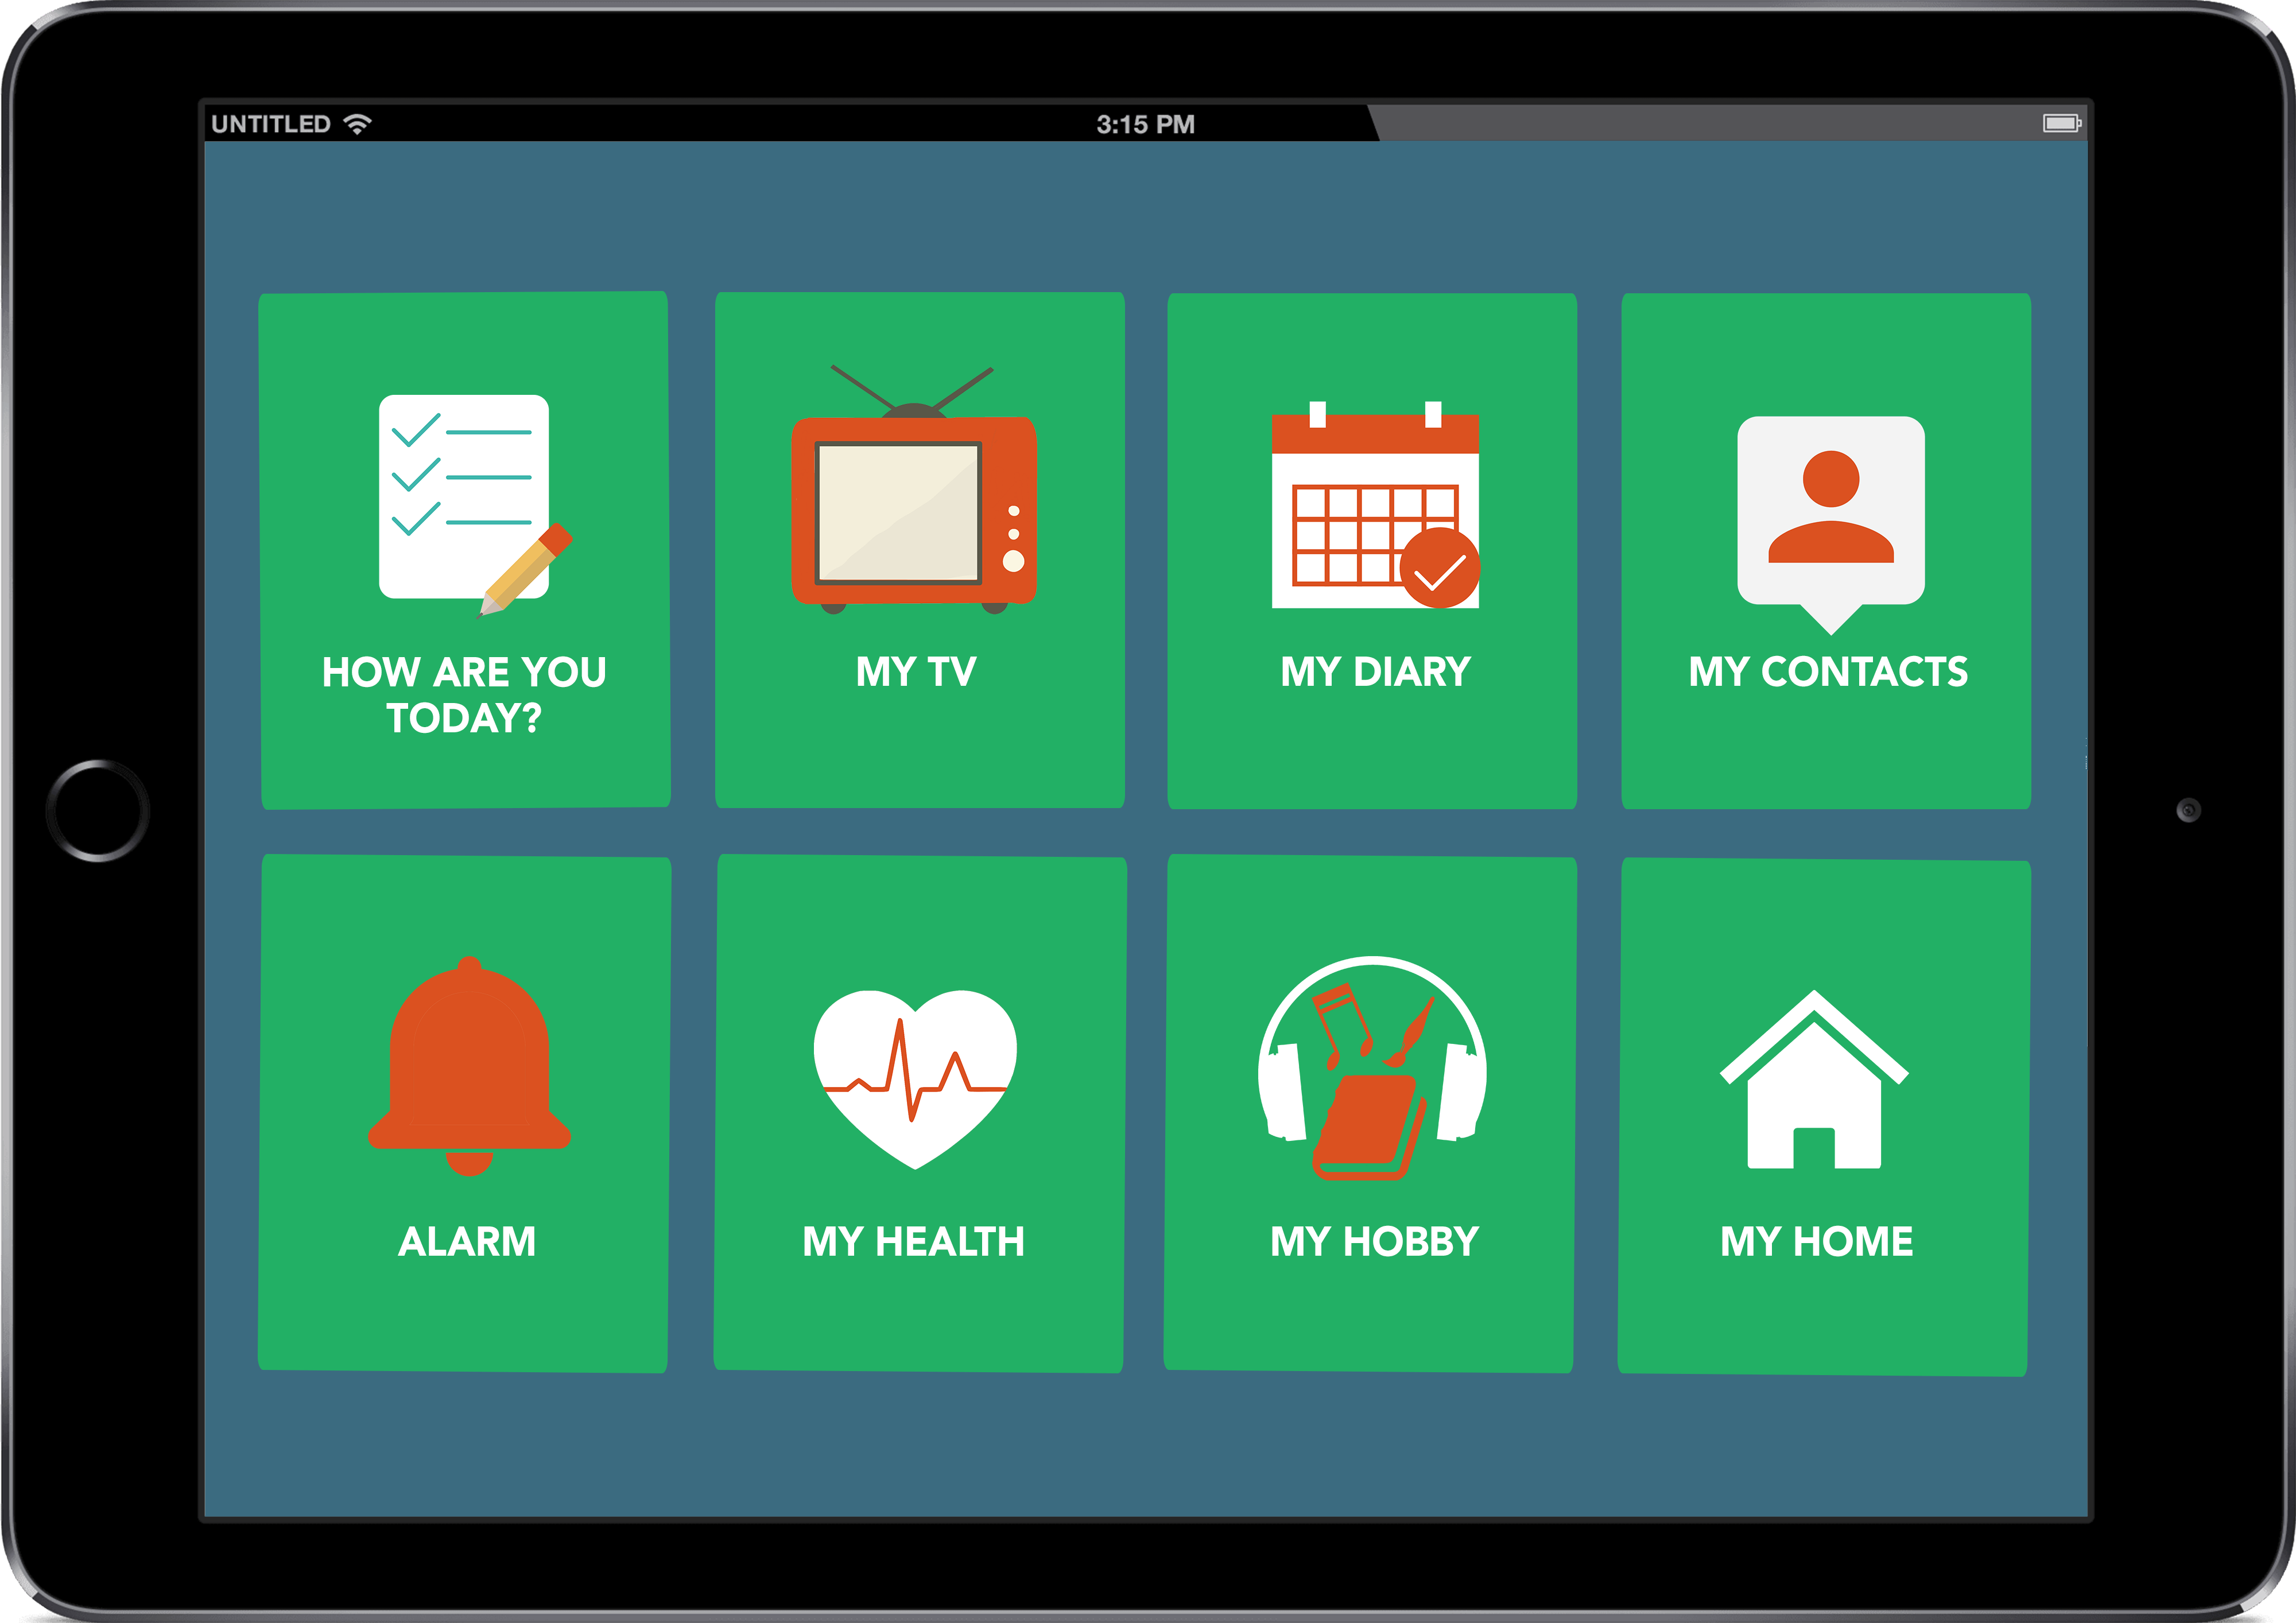 UNTITLED
3:15 PM
HOW ARE YOU
TODAY?
MY TV
MY DIARY
MY CONTACTS
ALARM
MY HEALTH
MY HOBBY
MY HOME